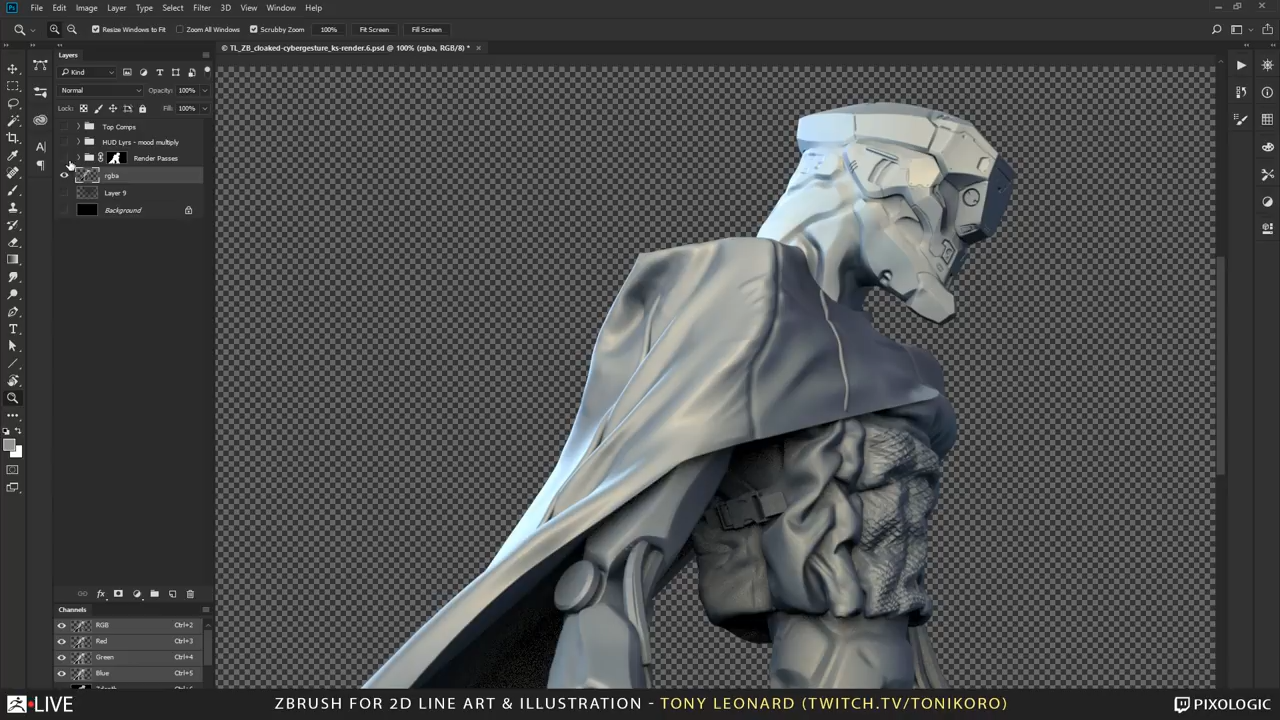 Ps File Edit Image Layer Type Select Filter 3D View Window Help
Resize Windows to Fit Zoom All Windows Scrubby Zoom 100% Fit Screen Fill Screen
Layers
© TL_ZB_cloaked-cybergesture_ks-render.6.psd @ 100% (rgba, RGB/8) *
Kind
Normal Opacity: 100%
Lock: Fill: 100%
Top Comps
HUD Lyrs - mood multiply
Render Passes
rgba
Layer 9
Background
fx
Channels
RGB Ctrl+2
Red Ctrl+3
Green Ctrl+4
Blue Ctrl+5
LIVE ZBRUSH FOR 2D LINE ART & ILLUSTRATION - TONY LEONARD (TWITCH.TV/TONIKORO) PIXOLOGIC